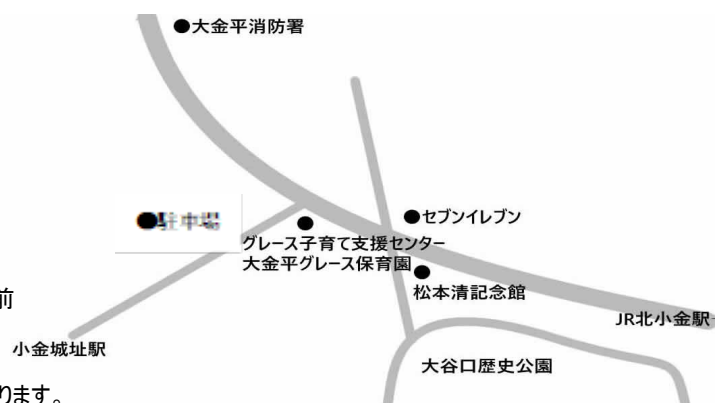 ●大金平消防署
●駐車場
●セブンイレブン
グレース子育て支援センター
大金平グレース保育園
松本清記念館
前
JR北小金駅
小金城址駅
大谷口歴史公園
ります。